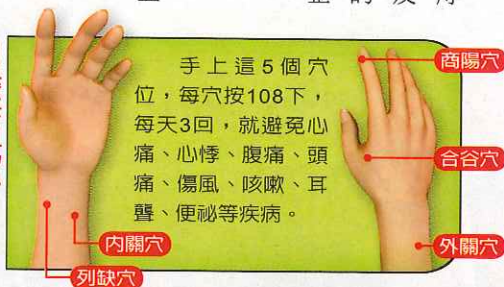 手上這5個穴
位，每穴按108下，
每天3回，就避免心
痛、心悸、腹痛、頭
痛、傷風、咳嗽、耳
聾、便祕等疾病。
商陽穴
合谷穴
外關穴
內關穴
列缺穴